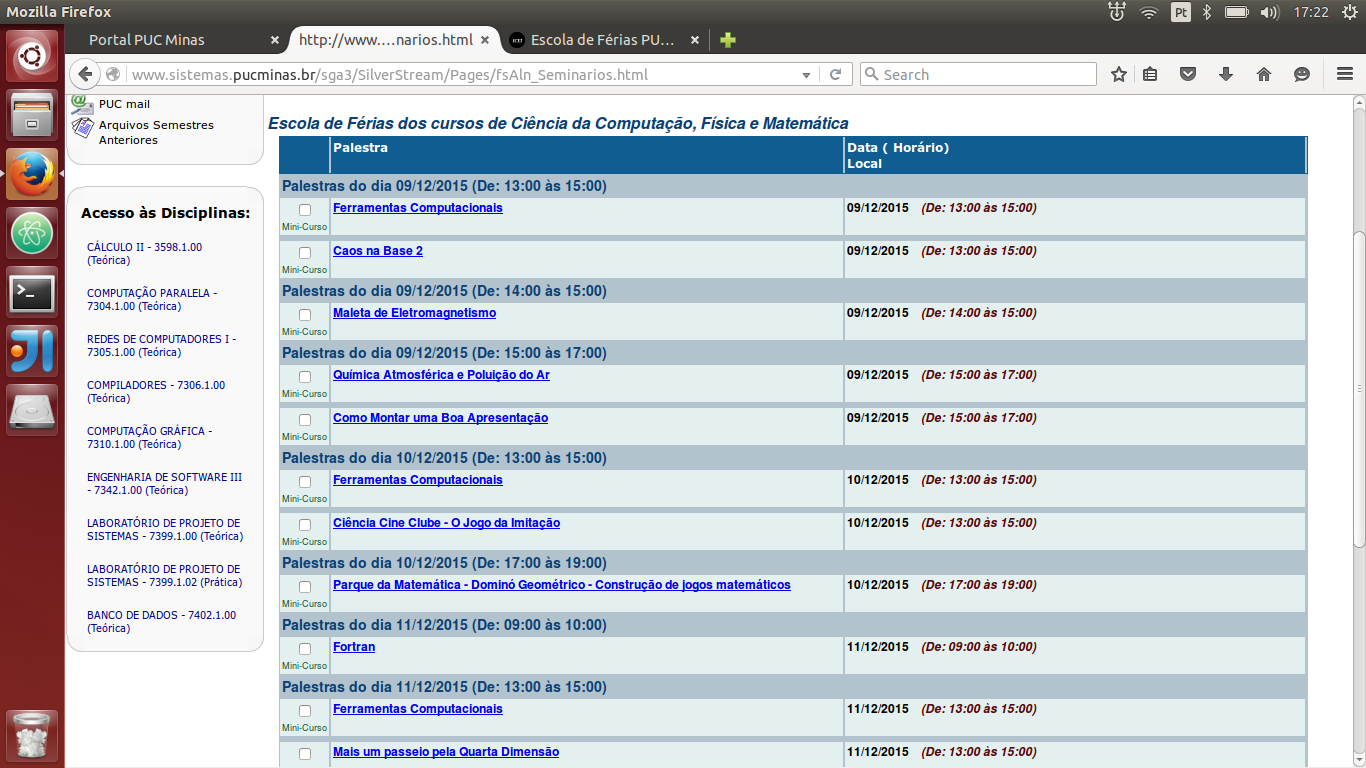 Mozilla Firefox
Pt
17:22
Portal PUC Minas
http://www....narios.html
Escola de Férias PU...
www.sistemas.pucminas.br/sga3/SilverStream/Pages/fsAln_Seminarios.html
Search
PUC mail
Arquivos Semestres
Anteriores
Acesso às Disciplinas:
CÁLCULO II - 3598.1.00
(Teórica)
COMPUTAÇÃO PARALELA -
7304.1.00 (Teórica)
REDES DE COMPUTADORES I -
7305.1.00 (Teórica)
COMPILADORES - 7306.1.00
(Teórica)
COMPUTAÇÃO GRÁFICA -
7310.1.00 (Teórica)
ENGENHARIA DE SOFTWARE III
- 7342.1.00 (Teórica)
LABORATÓRIO DE PROJETO DE
SISTEMAS - 7399.1.00 (Teórica)
LABORATÓRIO DE PROJETO DE
SISTEMAS - 7399.1.02 (Prática)
BANCO DE DADOS - 7402.1.00
(Teórica)
Escola de Férias dos cursos de Ciência da Computação, Física e Matemática
Palestra
Data ( Horário)
Local
Palestras do dia 09/12/2015 (De: 13:00 às 15:00)
Ferramentas Computacionais 09/12/2015 (De: 13:00 às 15:00)
Mini-Curso
Caos na Base 2 09/12/2015 (De: 13:00 às 15:00)
Mini-Curso
Palestras do dia 09/12/2015 (De: 14:00 às 15:00)
Maleta de Eletromagnetismo 09/12/2015 (De: 14:00 às 15:00)
Mini-Curso
Palestras do dia 09/12/2015 (De: 15:00 às 17:00)
Química Atmosférica e Poluição do Ar 09/12/2015 (De: 15:00 às 17:00)
Mini-Curso
Como Montar uma Boa Apresentação 09/12/2015 (De: 15:00 às 17:00)
Mini-Curso
Palestras do dia 10/12/2015 (De: 13:00 às 15:00)
Ferramentas Computacionais 10/12/2015 (De: 13:00 às 15:00)
Mini-Curso
Ciência Cine Clube - O Jogo da Imitação 10/12/2015 (De: 13:00 às 15:00)
Mini-Curso
Palestras do dia 10/12/2015 (De: 17:00 às 19:00)
Parque da Matemática - Dominó Geométrico - Construção de jogos matemáticos 10/12/2015 (De: 17:00 às 19:00)
Mini-Curso
Palestras do dia 11/12/2015 (De: 09:00 às 10:00)
Fortran 11/12/2015 (De: 09:00 às 10:00)
Mini-Curso
Palestras do dia 11/12/2015 (De: 13:00 às 15:00)
Ferramentas Computacionais 11/12/2015 (De: 13:00 às 15:00)
Mini-Curso
Mais um passeio pela Quarta Dimensão 11/12/2015 (De: 13:00 às 15:00)